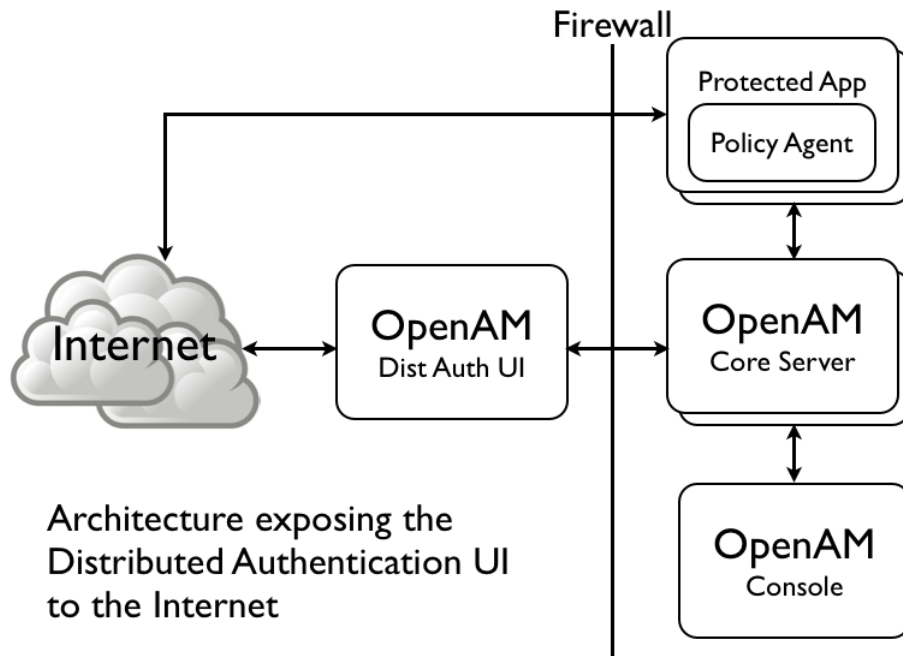 Firewall
Protected App
Policy Agent
Internet
OpenAM
Dist Auth UI
OpenAM
Core Server
OpenAM
Console
Architecture exposing the
Distributed Authentication UI
to the Internet